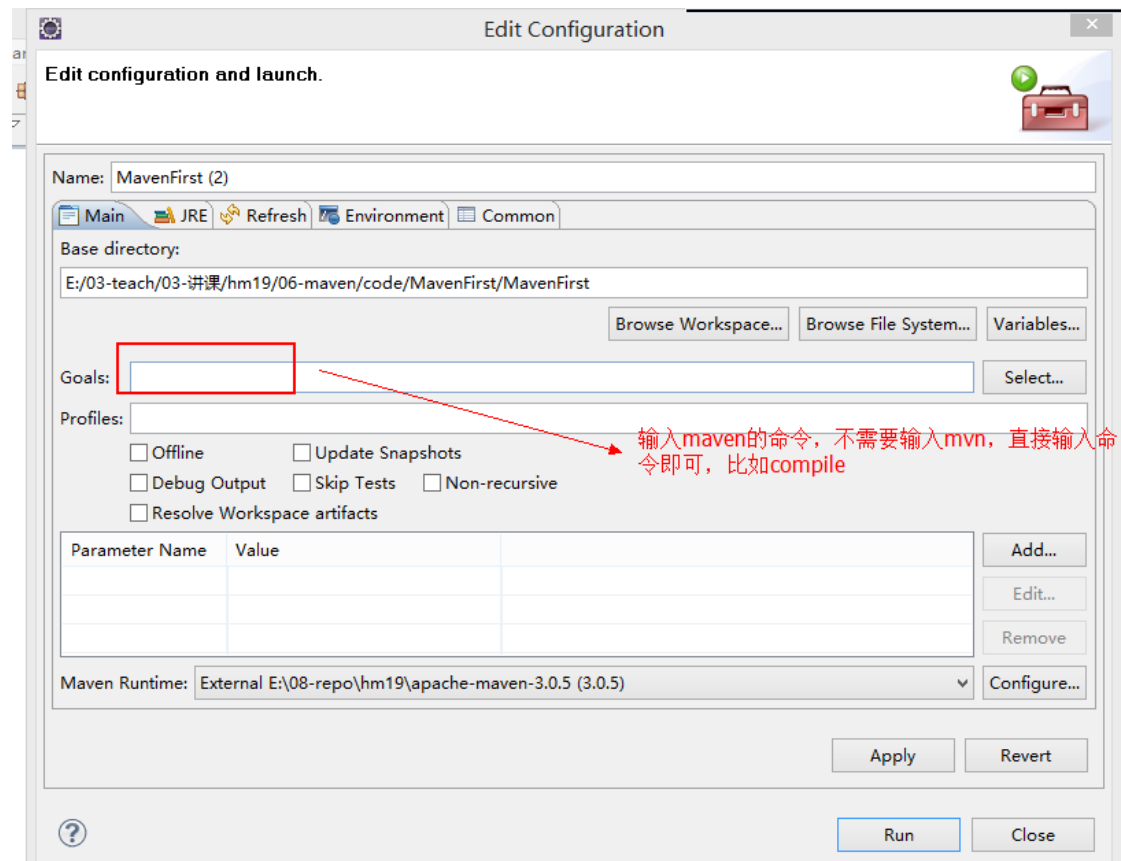 Edit Configuration
ar
Edit configuration and launch.
Name: MavenFirst (2)
Main JRE Refresh Environment Common
Base directory:
E:/03-teach/03-讲课/hm19/06-maven/code/MavenFirst/MavenFirst
Browse Workspace... Browse File System... Variables...
Goals: Select...
Profiles:
输入maven的命令，不需要输入mvn，直接输入命
令即可，比如compile
Offline Update Snapshots
Debug Output Skip Tests Non-recursive
Resolve Workspace artifacts
Parameter Name Value Add...
Edit...
Remove
Maven Runtime: External E:\08-repo\hm19\apache-maven-3.0.5 (3.0.5) Configure...
Apply Revert
Run Close